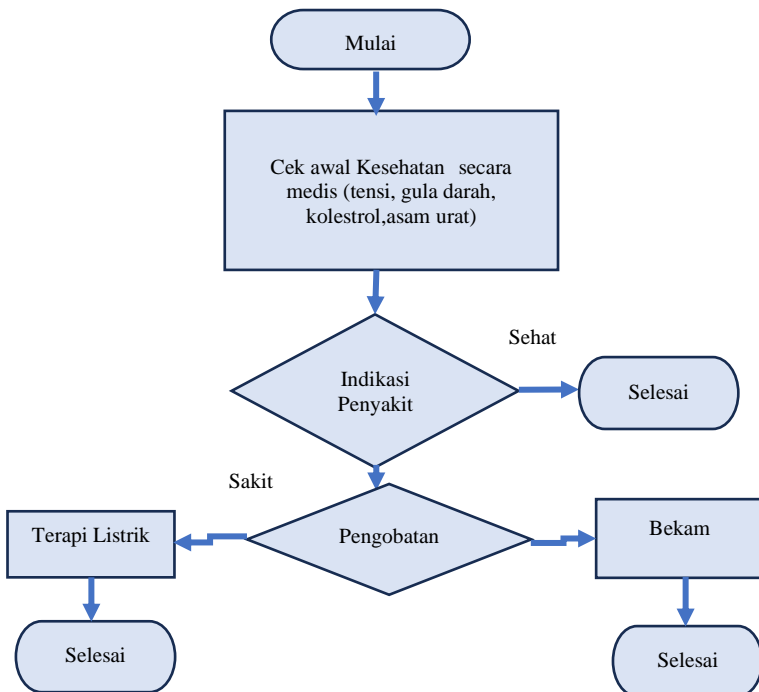 Mulai
Cek awal Kesehatan secara
medis (tensi, gula darah,
kolestrol,asam urat)
Sehat
Indikasi
Penyakit
Selesai
Sakit
Terapi Listrik
Pengobatan
Bekam
Selesai
Selesai